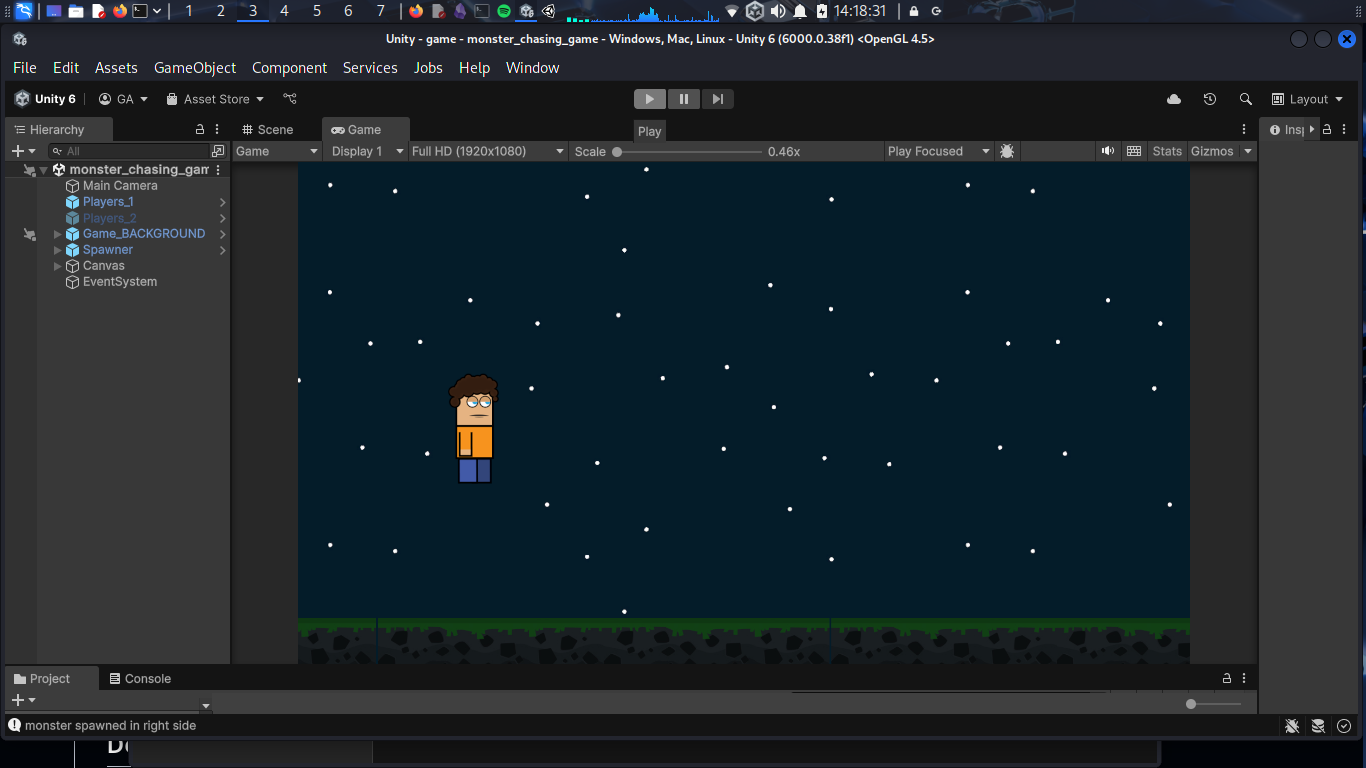 1 2 3 4 5 6 7 14:18:31
Unity - game - monster_chasing_game - Windows, Mac, Linux - Unity 6 (6000.0.38f1) <OpenGL 4.5>
File Edit Assets GameObject Component Services Jobs Help Window
Unity 6 GA Asset Store Layout
Hierarchy Scene Game Play
All Game Display 1 Full HD (1920x1080) Scale 0.46x Play Focused Stats Gizmos
monster_chasing_gam
Main Camera
Players_1
Players_2
Game_BACKGROUND
Spawner
Canvas
EventSystem
Project Console
monster spawned in right side